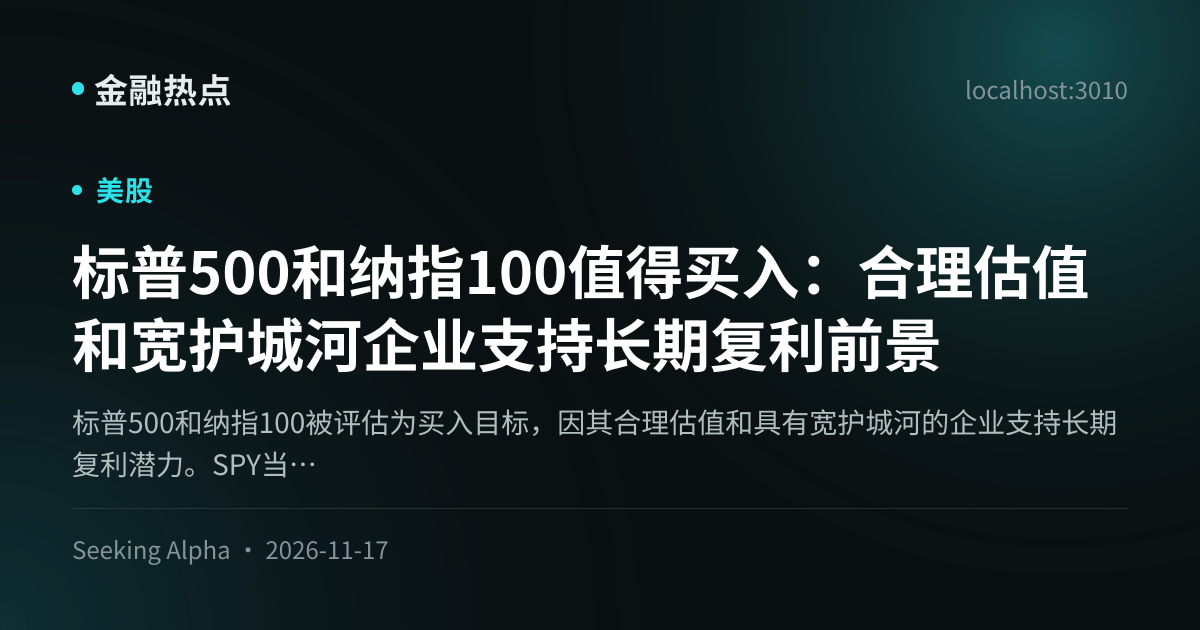 金融热点
localhost:3010
美股
标普500和纳指100值得买入：合理估值
和宽护城河企业支持长期复利前景
标普500和纳指100被评估为买入目标，因其合理估值和具有宽护城河的企业支持长期
复利潜力。SPY当…
Seeking Alpha · 2026-11-17